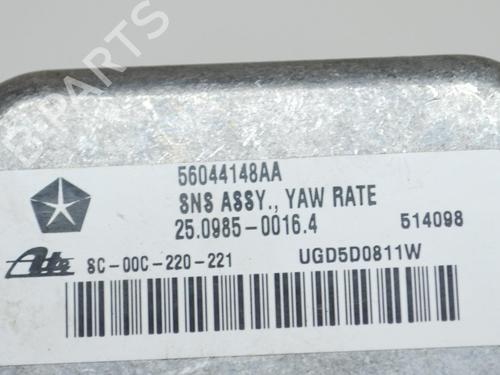 B-PARTS
56044148AA
SNS ASSY., YAW RATE
25.0985-0016.4 514098
Ate SC-00C-220-221 UGD5D0811W